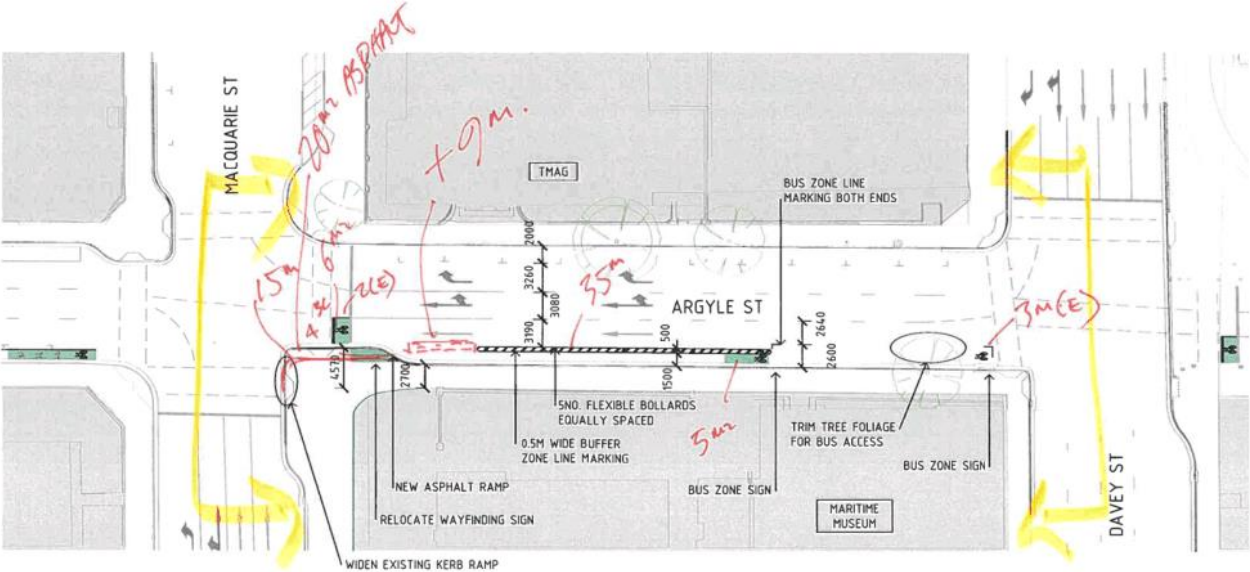 MACQUARIE ST
20m2 ASPHALT
+9m.
TMAG
BUS ZONE LINE
MARKING BOTH ENDS
2000
3260
3080
3190
15m
6m2
2(E)
35m
ARGYLE ST
500
2640
2600
3m(E)
4570
2700
1500
5NO. FLEXIBLE BOLLARDS
EQUALLY SPACED
0.5M WIDE BUFFER
ZONE LINE MARKING
5m2
TRIM TREE FOLIAGE
FOR BUS ACCESS
BUS ZONE SIGN
NEW ASPHALT RAMP
BUS ZONE SIGN
RELOCATE WAYFINDING SIGN
MARITIME
MUSEUM
DAVEY ST
WIDEN EXISTING KERB RAMP